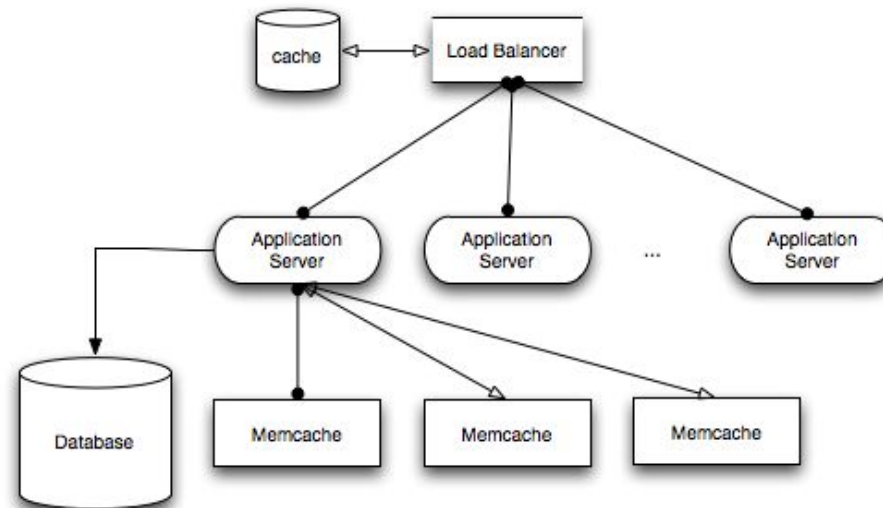 cache
Load Balancer
Application
Server
Application
Server
...
Application
Server
Database
Memcache
Memcache
Memcache